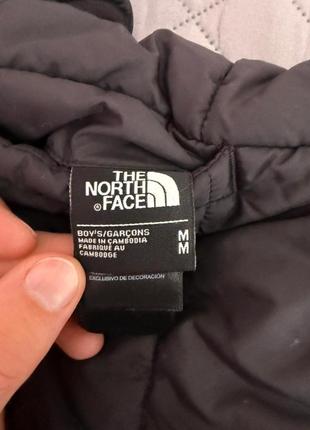 THE
NORTH
FACE
BOY'S/GARÇONS M
MADE IN CAMBODIA M
FABRIQUÉ AU
CAMBODGE
EXCLUSIVO DE DECORACIÓN